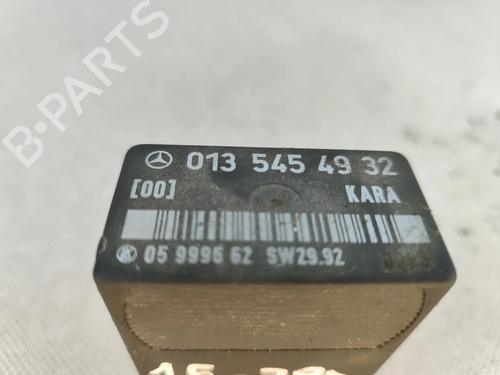 013 545 49 32
[00] KARA
05 9996 62 SW29.92
B-PARTS